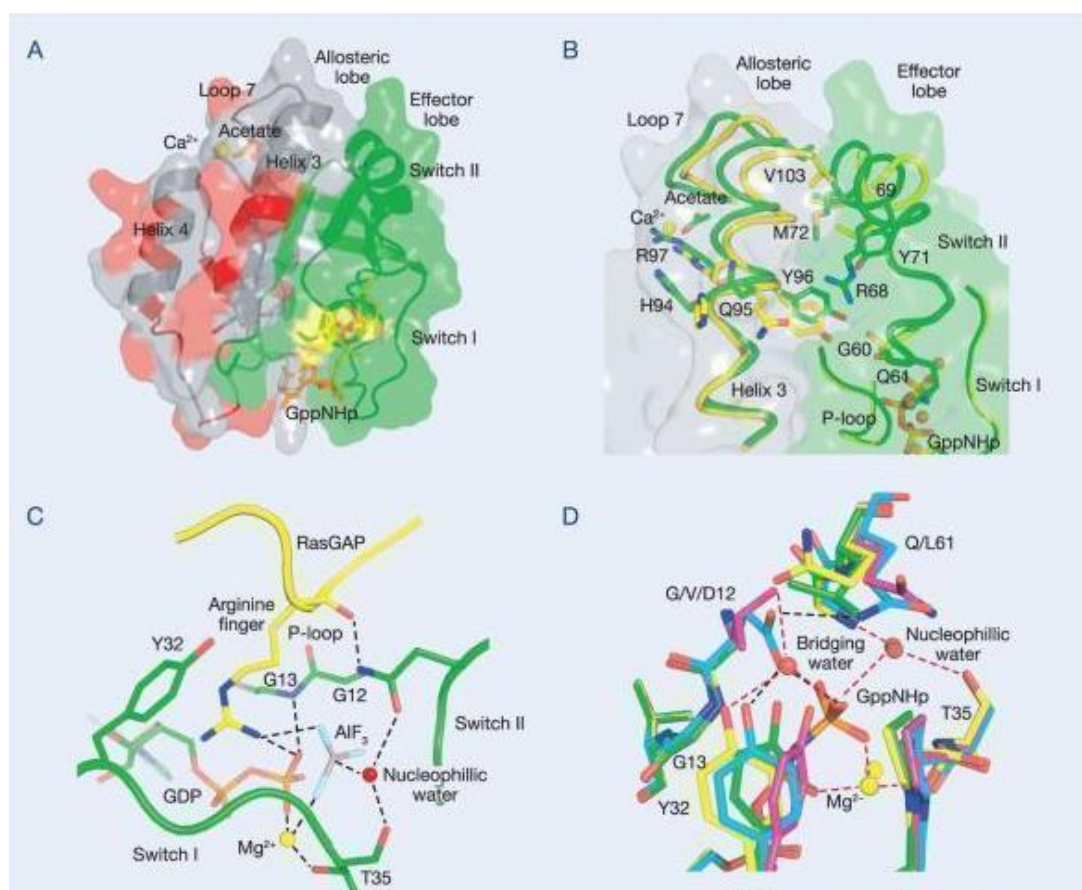 A
Allosteric
lobe
Loop 7
Effector
lobe
Acetate
Ca²⁺
Helix 3
Switch II
Helix 4
Switch I
GppNHp
B
Allosteric
lobe
Effector
lobe
Loop 7
V103
69
Acetate
Ca²⁺
M72
Switch II
R97
Y71
Y96
H94
Q95
R68
G60
Q61
Switch I
Helix 3
P-loop
GppNHp
C
RasGAP
Arginine
finger
P-loop
Y32
G13
G12
AlF₃
Switch II
GDP
Nucleophillic
water
Switch I
Mg²⁺
T35
D
Q/L61
G/V/D12
Bridging
water
Nucleophillic
water
GppNHp
T35
G13
Y32
Mg²⁻